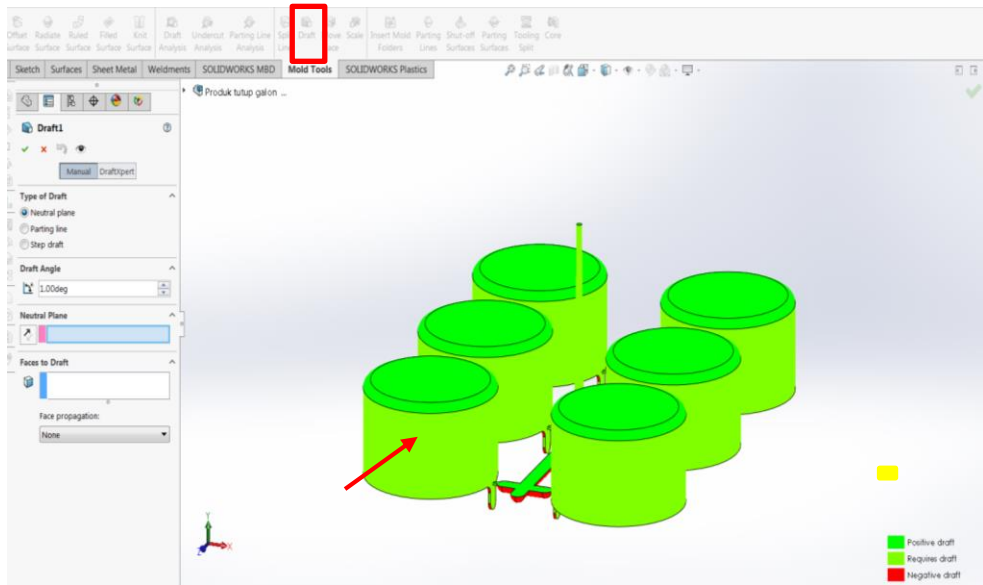 Offset Radiate Ruled Filled Knit Draft Undercut Parting Line Draft Move Scale Insert Mold Parting Shut-off Parting Tooling Core
Surface Surface Surface Surface Surface Analysis Analysis Analysis Folders Lines Surfaces Surfaces Split
Sketch Surfaces Sheet Metal Weldments SOLIDWORKS MBD Mold Tools SOLIDWORKS Plastics
Produk tutup galon ...
Draft1
Manual DraftXpert
Type of Draft
Neutral plane
Parting line
Step draft
Draft Angle
1.00deg
Neutral Plane
Faces to Draft
Face propagation:
None
Y
X
Z
Positive draft
Requires draft
Negative draft